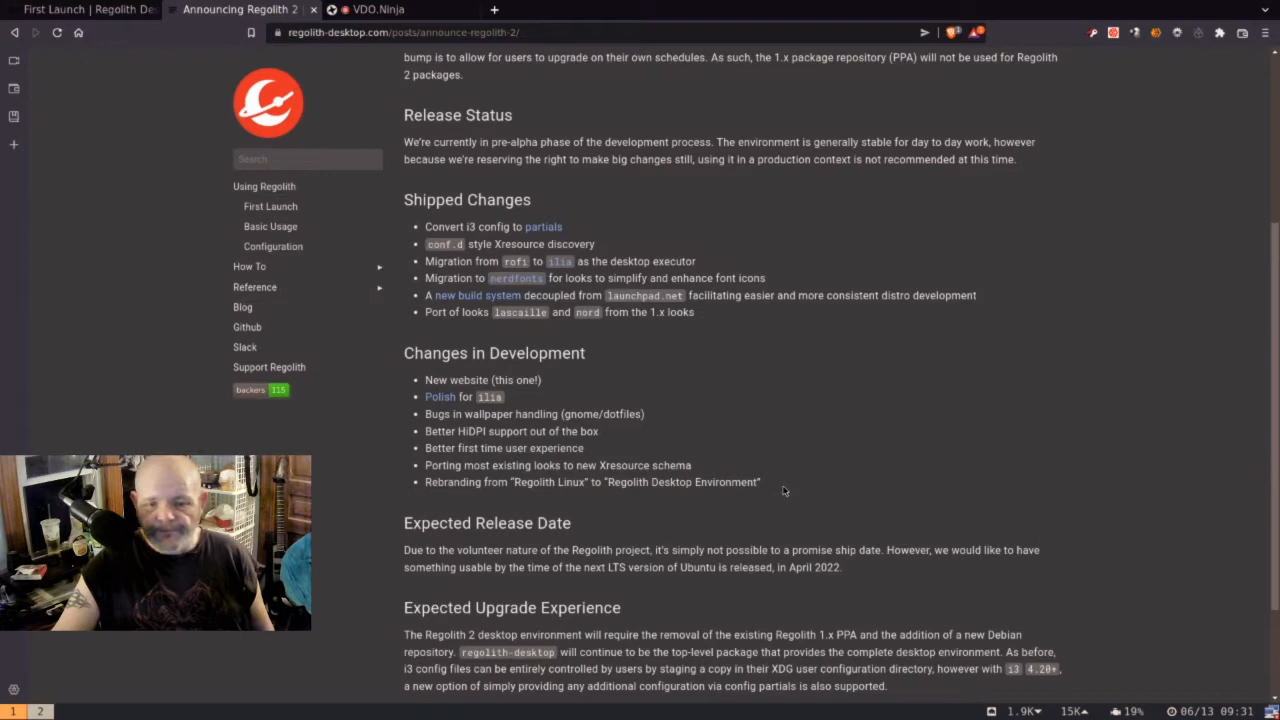 First Launch | Regolith Des
Announcing Regolith 2
VDO.Ninja
regolith-desktop.com/posts/announce-regolith-2/
bump is to allow for users to upgrade on their own schedules. As such, the 1.x package repository (PPA) will not be used for Regolith
2 packages.
Release Status
We're currently in pre-alpha phase of the development process. The environment is generally stable for day to day work, however
because we're reserving the right to make big changes still, using it in a production context is not recommended at this time.
Search
Using Regolith
First Launch
Basic Usage
Configuration
How To
Reference
Blog
Github
Slack
Support Regolith
backers 115
Shipped Changes
Convert i3 config to partials
conf.d style Xresource discovery
Migration from rofi to ilia as the desktop executor
Migration to nerdfonts for looks to simplify and enhance font icons
A new build system decoupled from launchpad.net facilitating easier and more consistent distro development
Port of looks lascaille and nord from the 1.x looks
Changes in Development
New website (this one!)
Polish for ilia
Bugs in wallpaper handling (gnome/dotfiles)
Better HiDPI support out of the box
Better first time user experience
Porting most existing looks to new Xresource schema
Rebranding from “Regolith Linux” to “Regolith Desktop Environment”
Expected Release Date
Due to the volunteer nature of the Regolith project, it's simply not possible to a promise ship date. However, we would like to have
something usable by the time of the next LTS version of Ubuntu is released, in April 2022.
Expected Upgrade Experience
The Regolith 2 desktop environment will require the removal of the existing Regolith 1.x PPA and the addition of a new Debian
repository. regolith-desktop will continue to be the top-level package that provides the complete desktop environment. As before,
i3 config files can be entirely controlled by users by staging a copy in their XDG user configuration directory, however with i3 4.20+,
a new option of simply providing any additional configuration via config partials is also supported.
1 2
1.9K 15K 19% 06/13 09:31